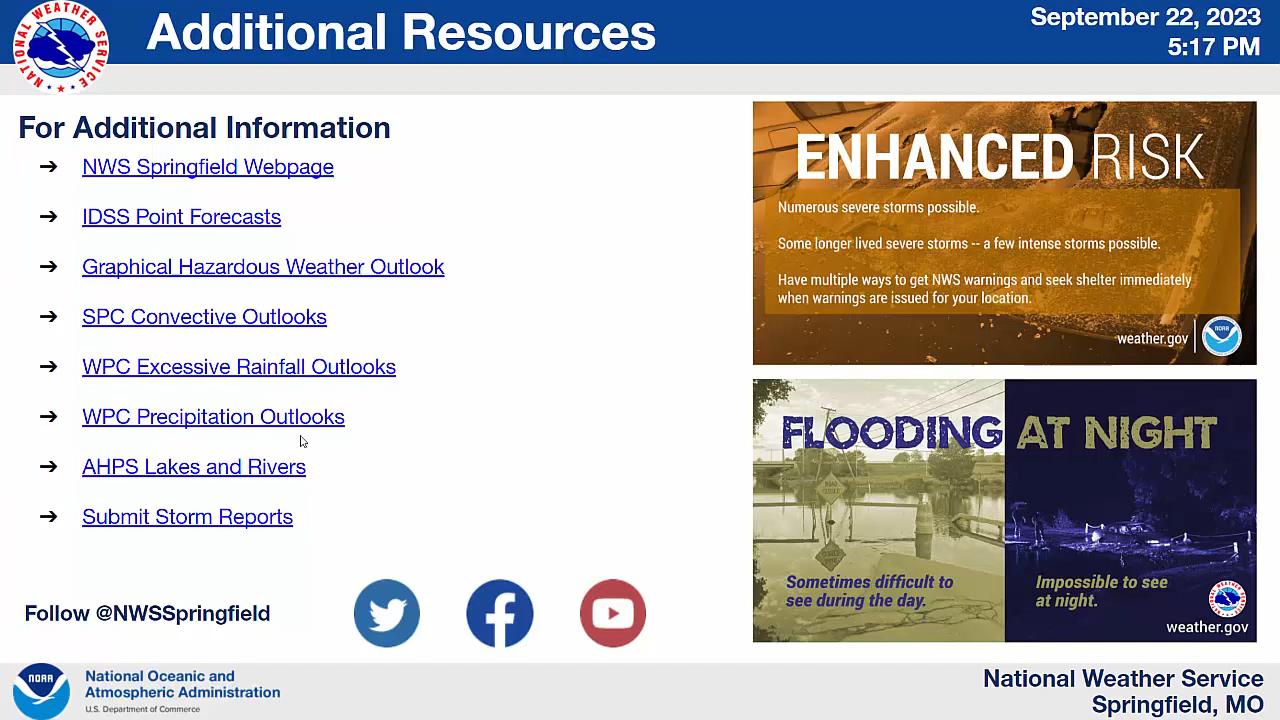 NATIONAL WEATHER SERVICE
Additional Resources
September 22, 2023
5:17 PM
For Additional Information
➔ NWS Springfield Webpage
➔ IDSS Point Forecasts
➔ Graphical Hazardous Weather Outlook
➔ SPC Convective Outlooks
➔ WPC Excessive Rainfall Outlooks
➔ WPC Precipitation Outlooks
➔ AHPS Lakes and Rivers
➔ Submit Storm Reports
Follow @NWSSpringfield
ENHANCED RISK
Numerous severe storms possible.
Some longer lived severe storms -- a few intense storms possible.
Have multiple ways to get NWS warnings and seek shelter immediately
when warnings are issued for your location.
weather.gov
NOAA
FLOODING AT NIGHT
Sometimes difficult to
see during the day.
Impossible to see
at night.
weather.gov
NOAA
National Oceanic and
Atmospheric Administration
U.S. Department of Commerce
National Weather Service
Springfield, MO